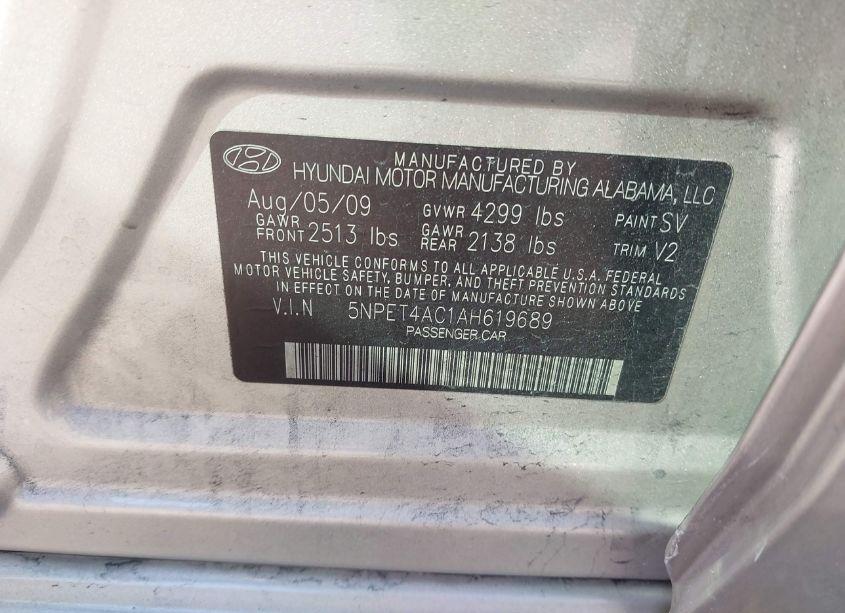 MANUFACTURED BY
HYUNDAI MOTOR MANUFACTURING ALABAMA, LLC
Aug/05/09 GVWR 4299 lbs PAINT SV
GAWR FRONT 2513 lbs GAWR REAR 2138 lbs TRIM V2
THIS VEHICLE CONFORMS TO ALL APPLICABLE U.S.A. FEDERAL
MOTOR VEHICLE SAFETY, BUMPER, AND THEFT PREVENTION STANDARDS
IN EFFECT ON THE DATE OF MANUFACTURE SHOWN ABOVE
V.I.N 5NPET4AC1AH619689
PASSENGER CAR